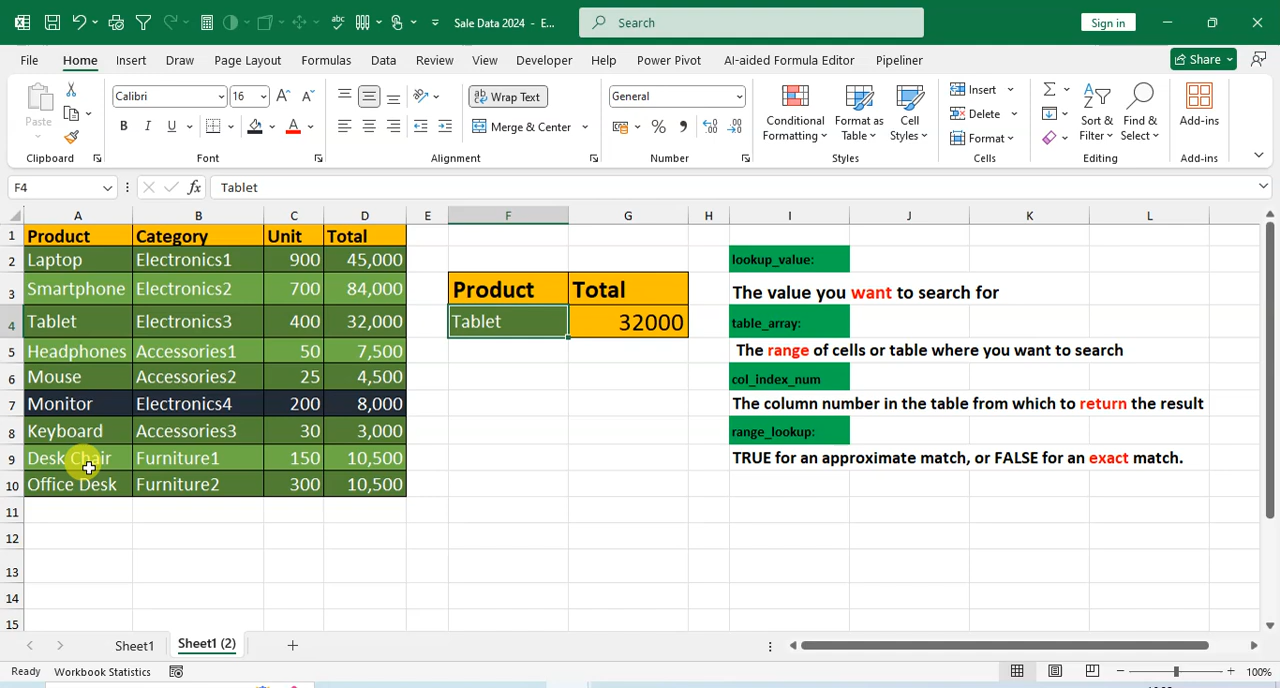 Sale Data 2024 - E...
Search
Sign in
File Home Insert Draw Page Layout Formulas Data Review View Developer Help Power Pivot AI-aided Formula Editor Pipeliner
Share
Paste
Calibri 16
B I U
Wrap Text
Merge & Center
General
Conditional Formatting
Format as Table
Cell Styles
Insert
Delete
Format
Sort & Filter
Find & Select
Add-ins
Clipboard Font Alignment Number Styles Cells Editing Add-ins
F4 fx Tablet
A B C D E F G H I J K L
1 Product Category Unit Total
2 Laptop Electronics1 900 45,000 lookup_value:
3 Smartphone Electronics2 700 84,000 Product Total The value you want to search for
4 Tablet Electronics3 400 32,000 Tablet 32000 table_array:
5 Headphones Accessories1 50 7,500 The range of cells or table where you want to search
6 Mouse Accessories2 25 4,500 col_index_num
7 Monitor Electronics4 200 8,000 The column number in the table from which to return the result
8 Keyboard Accessories3 30 3,000 range_lookup:
9 Desk Chair Furniture1 150 10,500 TRUE for an approximate match, or FALSE for an exact match.
10 Office Desk Furniture2 300 10,500
11
12
13
14
15
Sheet1 Sheet1 (2)
Ready Workbook Statistics 100%